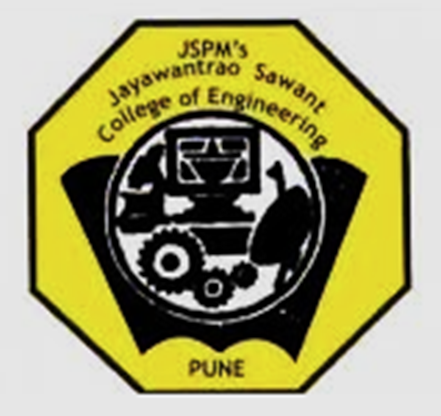 JSPM's
Jayawantrao Sawant
College of Engineering
PUNE